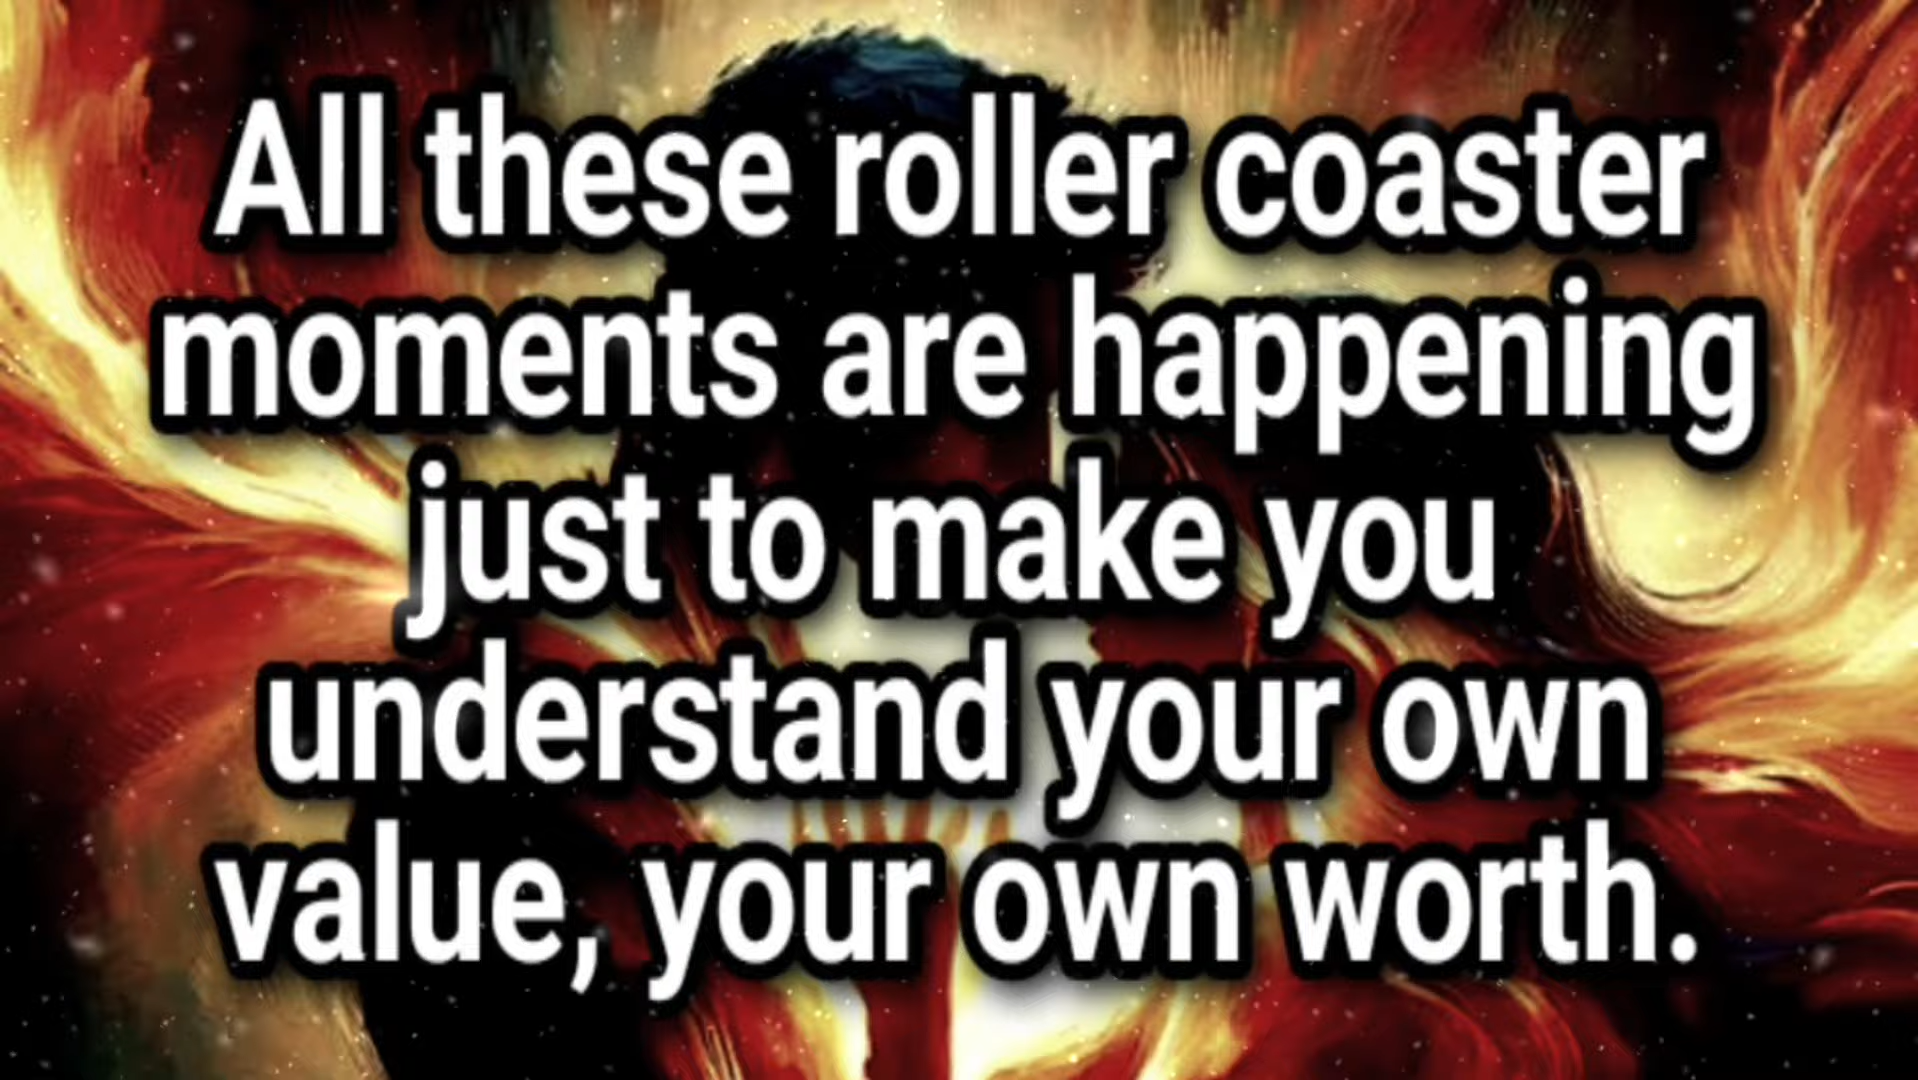 All these roller coaster
moments are happening
just to make you
understand your own
value, your own worth.